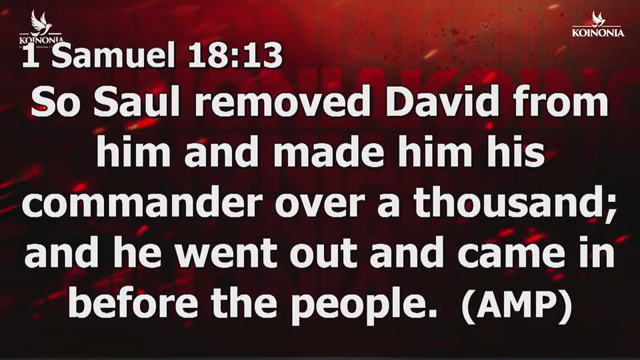 KOINONIA
KOINONIA
1 Samuel 18:13
So Saul removed David from
him and made him his
commander over a thousand;
and he went out and came in
before the people. (AMP)